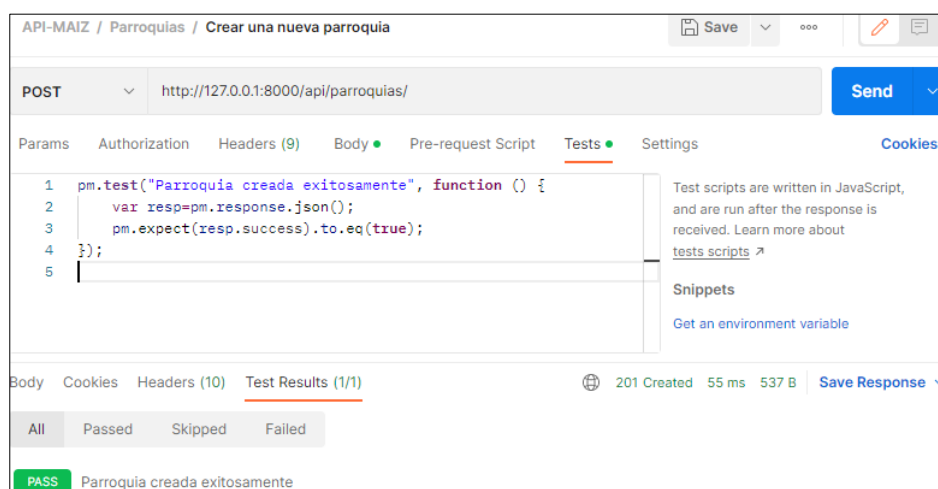 API-MAIZ / Parroquias / Crear una nueva parroquia Save ooo
POST http://127.0.0.1:8000/api/parroquias/ Send
Params Authorization Headers (9) Body Pre-request Script Tests Settings Cookies
1 pm.test("Parroquia creada exitosamente", function () {
2 var resp=pm.response.json();
3 pm.expect(resp.success).to.eq(true);
4 });
5
Test scripts are written in JavaScript,
and are run after the response is
received. Learn more about
tests scripts ↗
Snippets
Get an environment variable
Body Cookies Headers (10) Test Results (1/1) 201 Created 55 ms 537 B Save Response
All Passed Skipped Failed
PASS Parroquia creada exitosamente